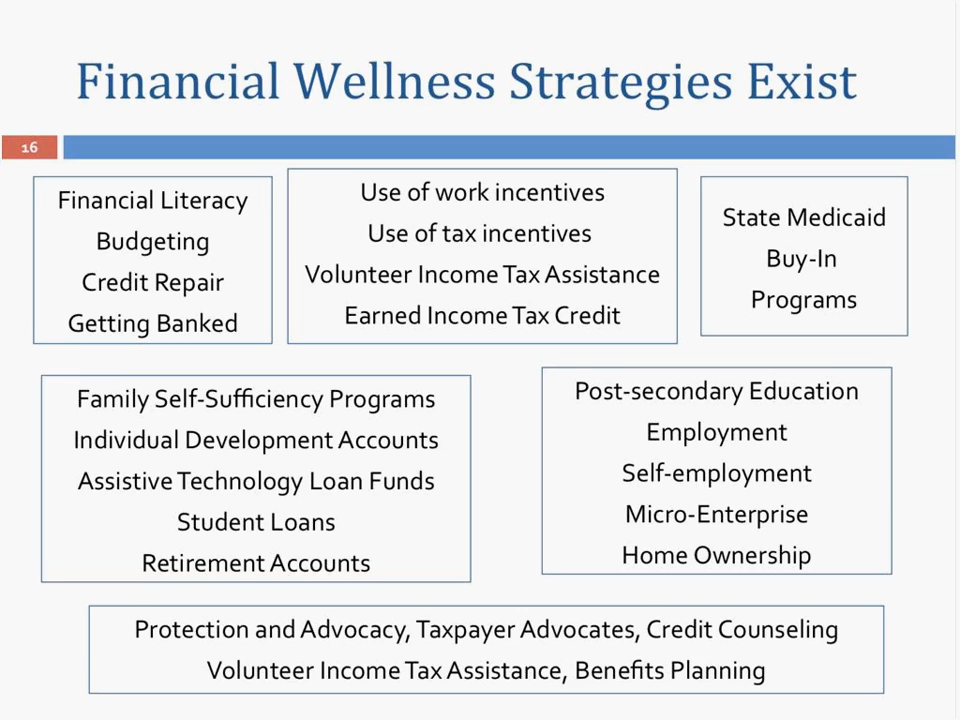 Financial Wellness Strategies Exist
16
Financial Literacy
Budgeting
Credit Repair
Getting Banked
Use of work incentives
Use of tax incentives
Volunteer Income Tax Assistance
Earned Income Tax Credit
State Medicaid
Buy-In
Programs
Family Self-Sufficiency Programs
Individual Development Accounts
Assistive Technology Loan Funds
Student Loans
Retirement Accounts
Post-secondary Education
Employment
Self-employment
Micro-Enterprise
Home Ownership
Protection and Advocacy, Taxpayer Advocates, Credit Counseling
Volunteer Income Tax Assistance, Benefits Planning